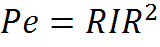 Pe = RIR²